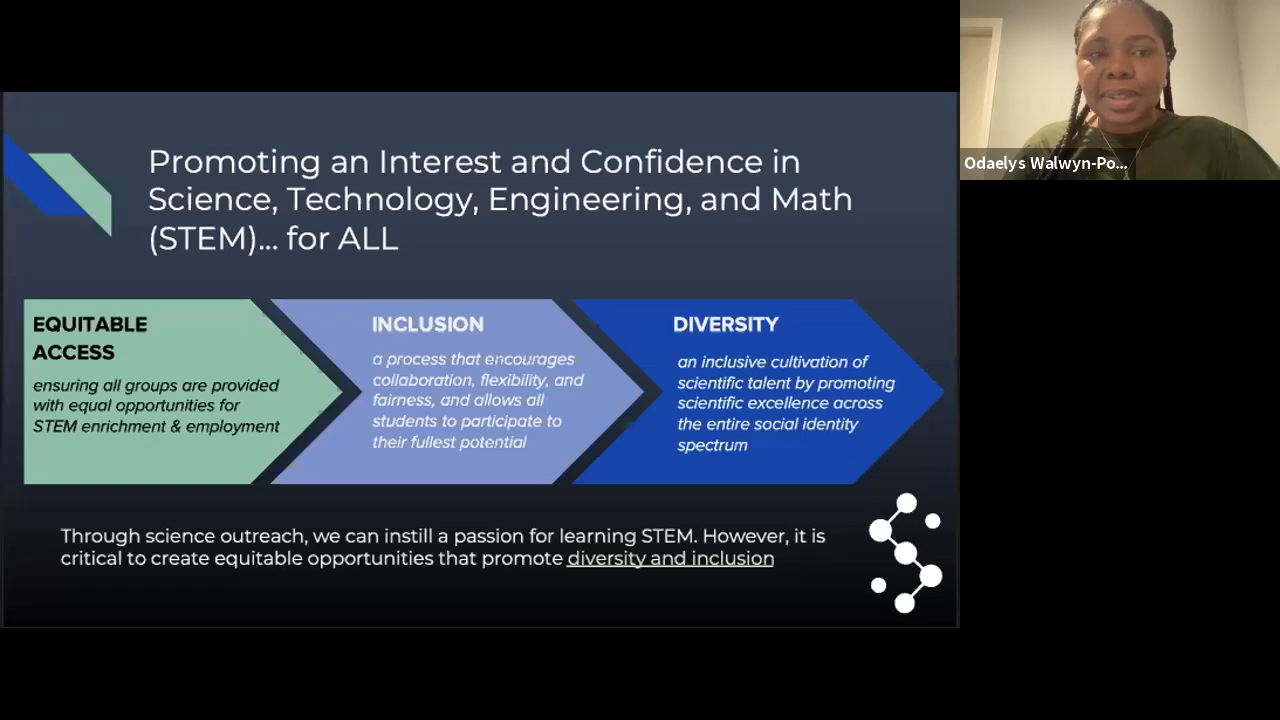 Promoting an Interest and Confidence in
Science, Technology, Engineering, and Math
(STEM)... for ALL
EQUITABLE
ACCESS
ensuring all groups are provided
with equal opportunities for
STEM enrichment & employment
INCLUSION
a process that encourages
collaboration, flexibility, and
fairness, and allows all
students to participate to
their fullest potential
DIVERSITY
an inclusive cultivation of
scientific talent by promoting
scientific excellence across
the entire social identity
spectrum
Through science outreach, we can instill a passion for learning STEM. However, it is
critical to create equitable opportunities that promote diversity and inclusion
Odaelys Walwyn-Po...